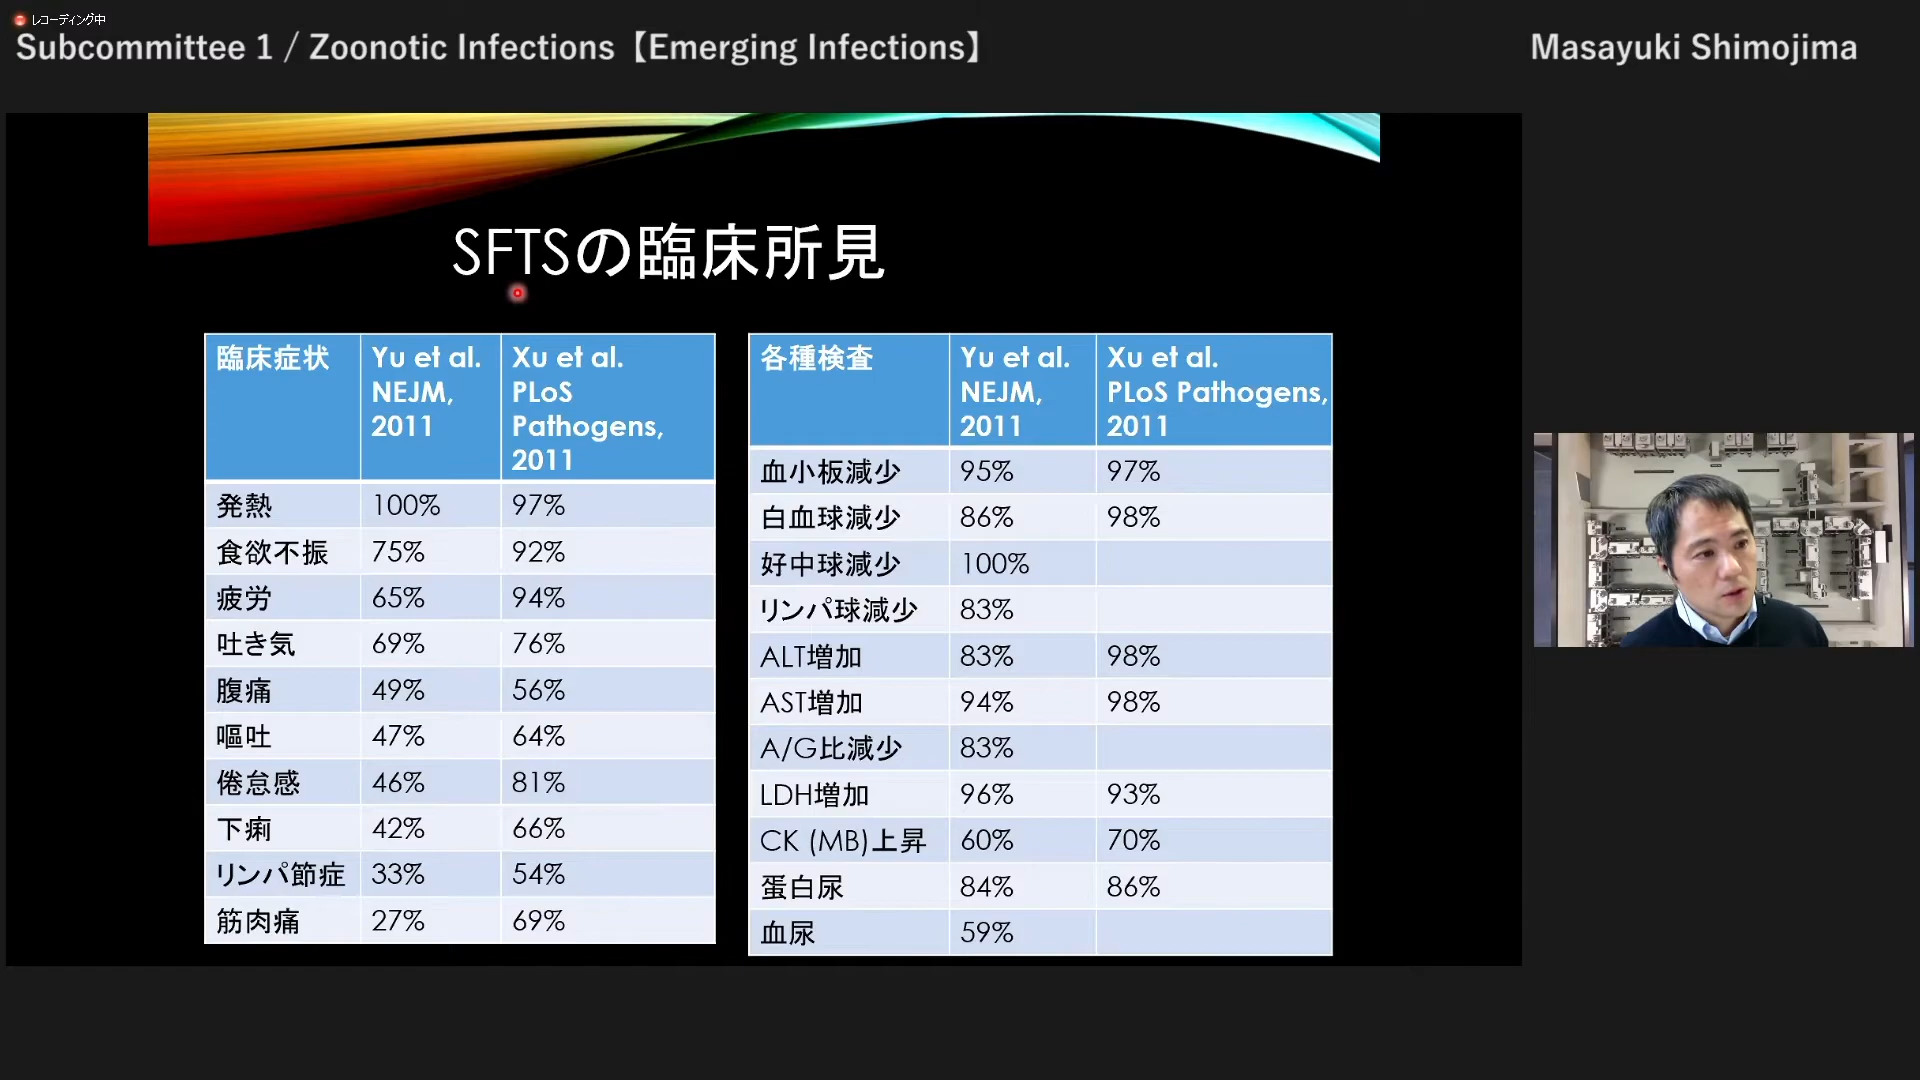 レコーディング中
Subcommittee 1 / Zoonotic Infections【Emerging Infections】
Masayuki Shimojima
SFTSの臨床所見
臨床症状 Yu et al. NEJM, 2011 Xu et al. PLoS Pathogens, 2011
発熱 100% 97%
食欲不振 75% 92%
疲労 65% 94%
吐き気 69% 76%
腹痛 49% 56%
嘔吐 47% 64%
倦怠感 46% 81%
下痢 42% 66%
リンパ節症 33% 54%
筋肉痛 27% 69%
各種検査 Yu et al. NEJM, 2011 Xu et al. PLoS Pathogens, 2011
血小板減少 95% 97%
白血球減少 86% 98%
好中球減少 100%
リンパ球減少 83%
ALT増加 83% 98%
AST増加 94% 98%
A/G比減少 83%
LDH増加 96% 93%
CK (MB)上昇 60% 70%
蛋白尿 84% 86%
血尿 59%